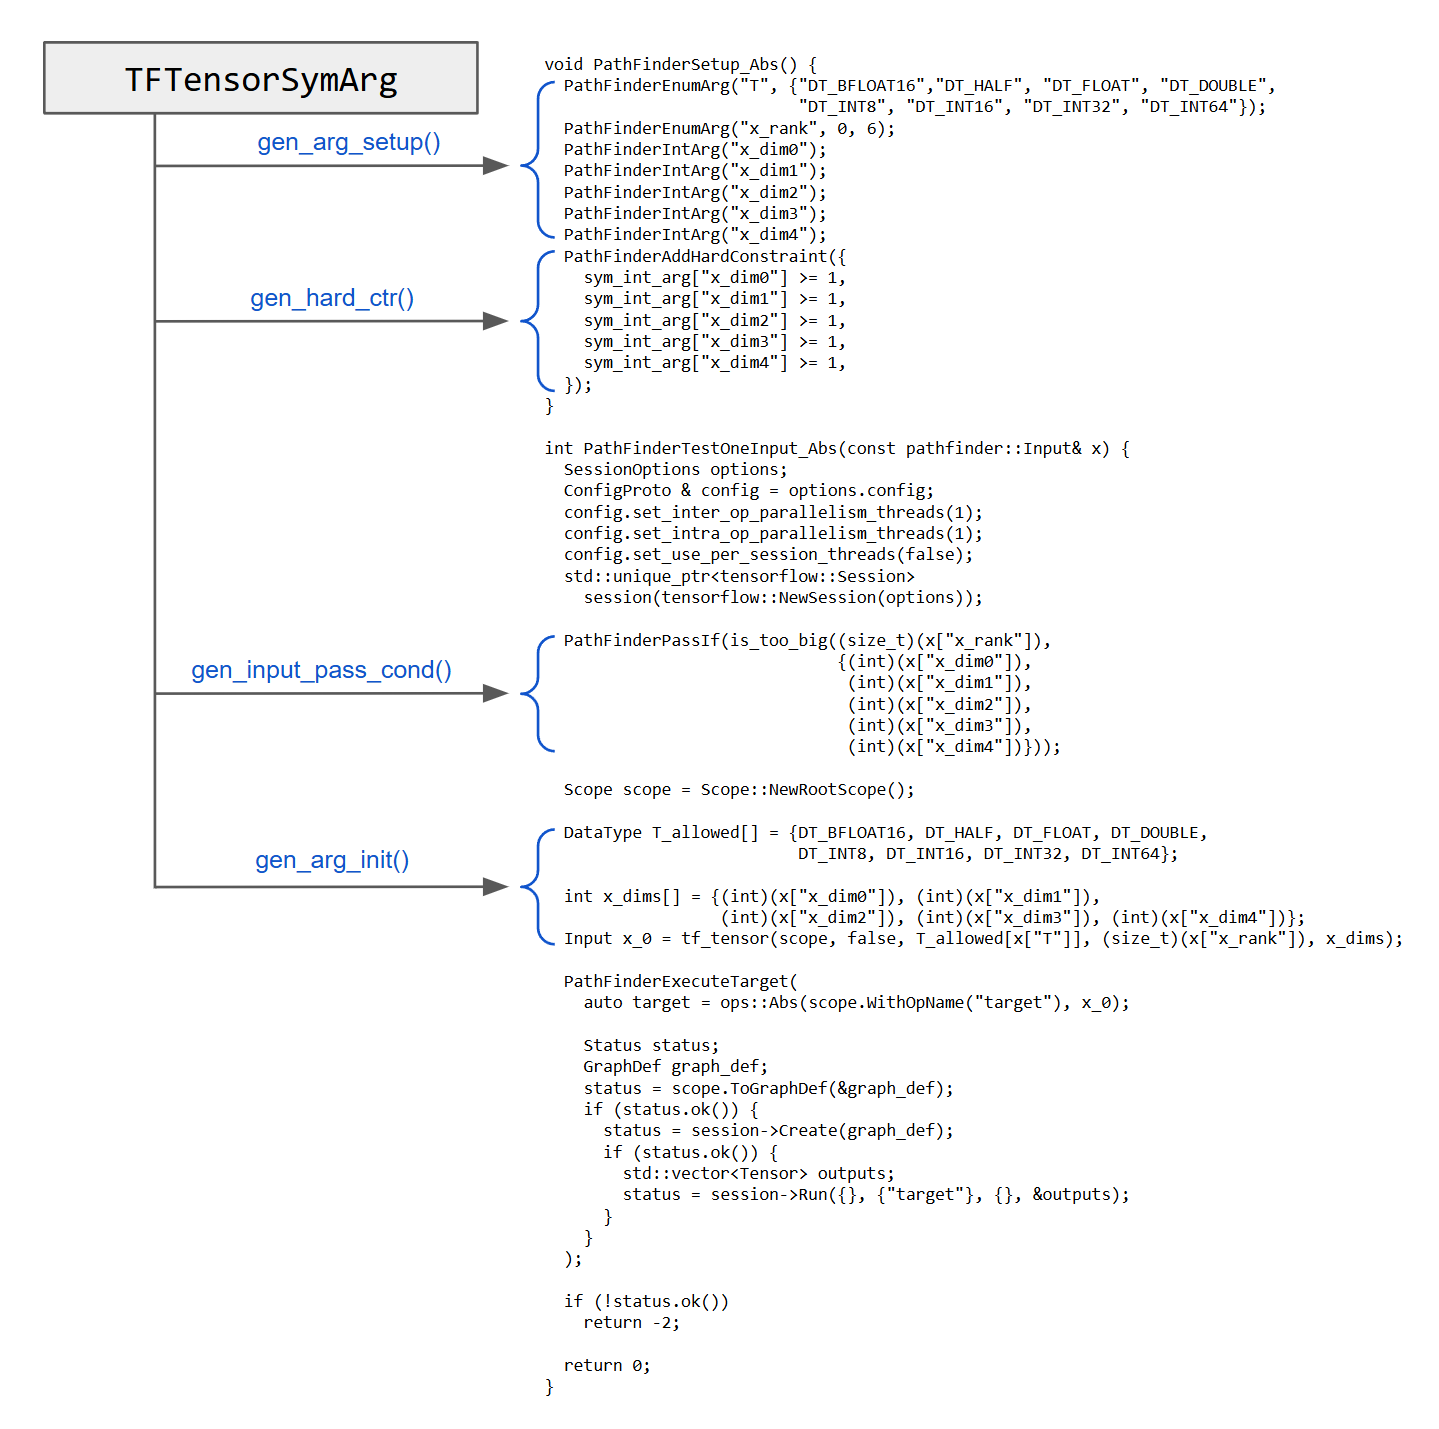 TFTensorSymArg
gen_arg_setup()
gen_hard_ctr()
gen_input_pass_cond()
gen_arg_init()
void PathFinderSetup_Abs() {
  PathFinderEnumArg("T", {"DT_BFLOAT16","DT_HALF", "DT_FLOAT", "DT_DOUBLE",
                          "DT_INT8", "DT_INT16", "DT_INT32", "DT_INT64"});
  PathFinderEnumArg("x_rank", 0, 6);
  PathFinderIntArg("x_dim0");
  PathFinderIntArg("x_dim1");
  PathFinderIntArg("x_dim2");
  PathFinderIntArg("x_dim3");
  PathFinderIntArg("x_dim4");
  PathFinderAddHardConstraint({
    sym_int_arg["x_dim0"] >= 1,
    sym_int_arg["x_dim1"] >= 1,
    sym_int_arg["x_dim2"] >= 1,
    sym_int_arg["x_dim3"] >= 1,
    sym_int_arg["x_dim4"] >= 1,
  });
}
int PathFinderTestOneInput_Abs(const pathfinder::Input& x) {
  SessionOptions options;
  ConfigProto & config = options.config;
  config.set_inter_op_parallelism_threads(1);
  config.set_intra_op_parallelism_threads(1);
  config.set_use_per_session_threads(false);
  std::unique_ptr<tensorflow::Session>
    session(tensorflow::NewSession(options));
  PathFinderPassIf(is_too_big((size_t)(x["x_rank"]),
                              {(int)(x["x_dim0"]),
                               (int)(x["x_dim1"]),
                               (int)(x["x_dim2"]),
                               (int)(x["x_dim3"]),
                               (int)(x["x_dim4"])}));
  Scope scope = Scope::NewRootScope();
  DataType T_allowed[] = {DT_BFLOAT16, DT_HALF, DT_FLOAT, DT_DOUBLE,
                          DT_INT8, DT_INT16, DT_INT32, DT_INT64};
  int x_dims[] = {(int)(x["x_dim0"]), (int)(x["x_dim1"]),
                  (int)(x["x_dim2"]), (int)(x["x_dim3"]), (int)(x["x_dim4"])};
  Input x_0 = tf_tensor(scope, false, T_allowed[x["T"]], (size_t)(x["x_rank"]), x_dims);
  PathFinderExecuteTarget(
    auto target = ops::Abs(scope.WithOpName("target"), x_0);
    Status status;
    GraphDef graph_def;
    status = scope.ToGraphDef(&graph_def);
    if (status.ok()) {
      status = session->Create(graph_def);
      if (status.ok()) {
        std::vector<Tensor> outputs;
        status = session->Run({}, {"target"}, {}, &outputs);
      }
    }
  );
  if (!status.ok())
    return -2;
  return 0;
}